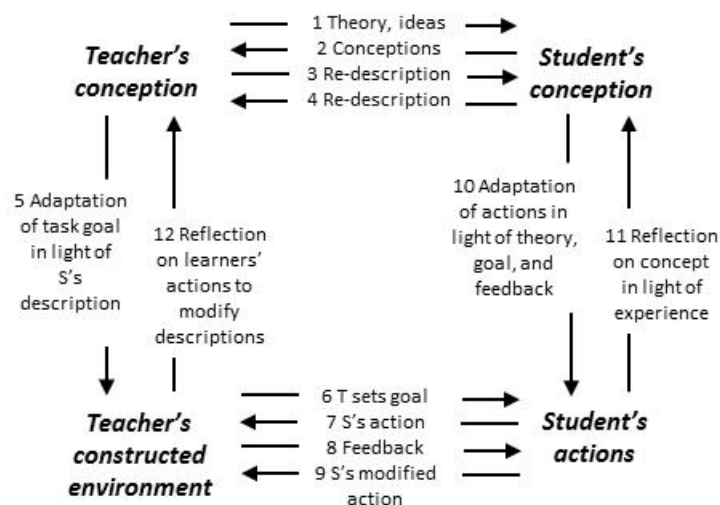 1 Theory, ideas
2 Conceptions
3 Re-description
4 Re-description
Teacher's
conception
Student's
conception
5 Adaptation
of task goal
in light of
S's
description
12 Reflection
on learners'
actions to
modify
descriptions
10 Adaptation
of actions in
light of theory,
goal, and
feedback
11 Reflection
on concept
in light of
experience
Teacher's
constructed
environment
6 T sets goal
7 S's action
8 Feedback
9 S's modified
action
Student's
actions